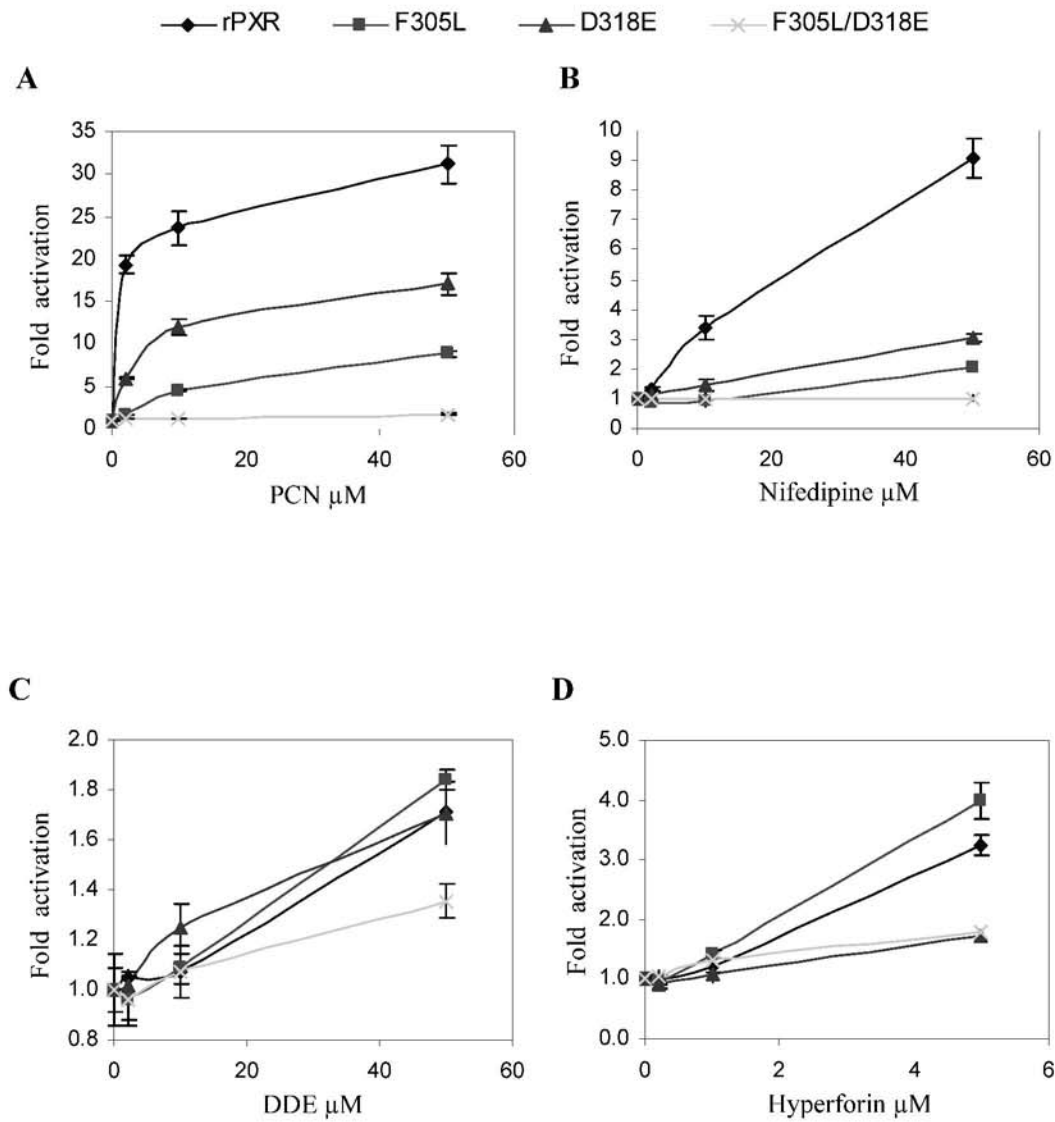 rPXR F305L D318E F305L/D318E
A
Fold activation
35
30
25
20
15
10
5
0
0 20 40 60
PCN µM
B
Fold activation
10
9
8
7
6
5
4
3
2
1
0
0 20 40 60
Nifedipine µM
C
Fold activation
2.0
1.8
1.6
1.4
1.2
1.0
0.8
0 20 40 60
DDE µM
D
Fold activation
5.0
4.0
3.0
2.0
1.0
0.0
0 2 4 6
Hyperforin µM